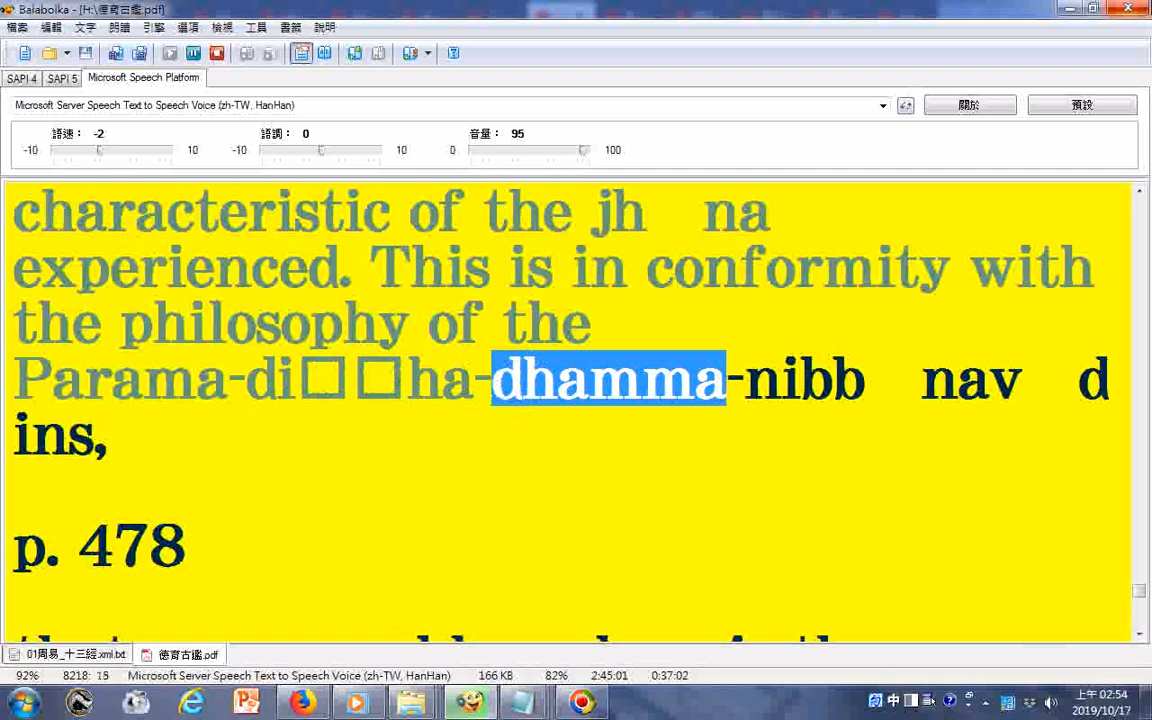 Balabolka - [H:\德育古鑑.pdf]
檔案 編輯 文字 朗讀 引擎 選項 檢視 工具 書籤 說明
SAPI 4 SAPI 5 Microsoft Speech Platform
Microsoft Server Speech Text to Speech Voice (zh-TW, HanHan) 關於 預設
語速： -2 語調： 0 音量： 95
-10 10 -10 10 0 100
characteristic of the jh na
experienced. This is in conformity with
the philosophy of the
Parama-di□□ha-dhamma-nibb nav d
ins,
p. 478
01周易_十三經.xml.txt 德育古鑑.pdf
92% 8218: 15 Microsoft Server Speech Text to Speech Voice (zh-TW, HanHan) 166 KB 82% 2:45:01 0:37:02
中 上午 02:54
2019/10/17